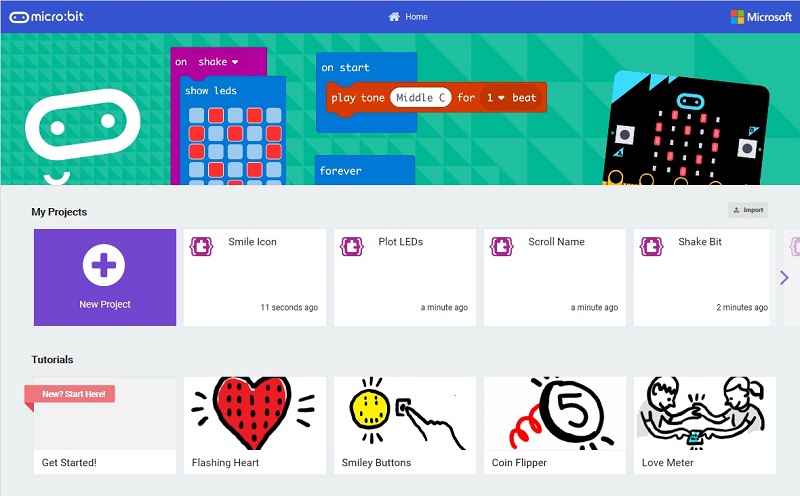 micro:bit
Home
Microsoft
on shake
show leds
on start
play tone Middle C for 1 beat
forever
My Projects
Import
New Project
Smile Icon
11 seconds ago
Plot LEDs
a minute ago
Scroll Name
a minute ago
Shake Bit
2 minutes ago
Tutorials
New? Start Here!
Get Started!
Flashing Heart
Smiley Buttons
5
Coin Flipper
Love Meter